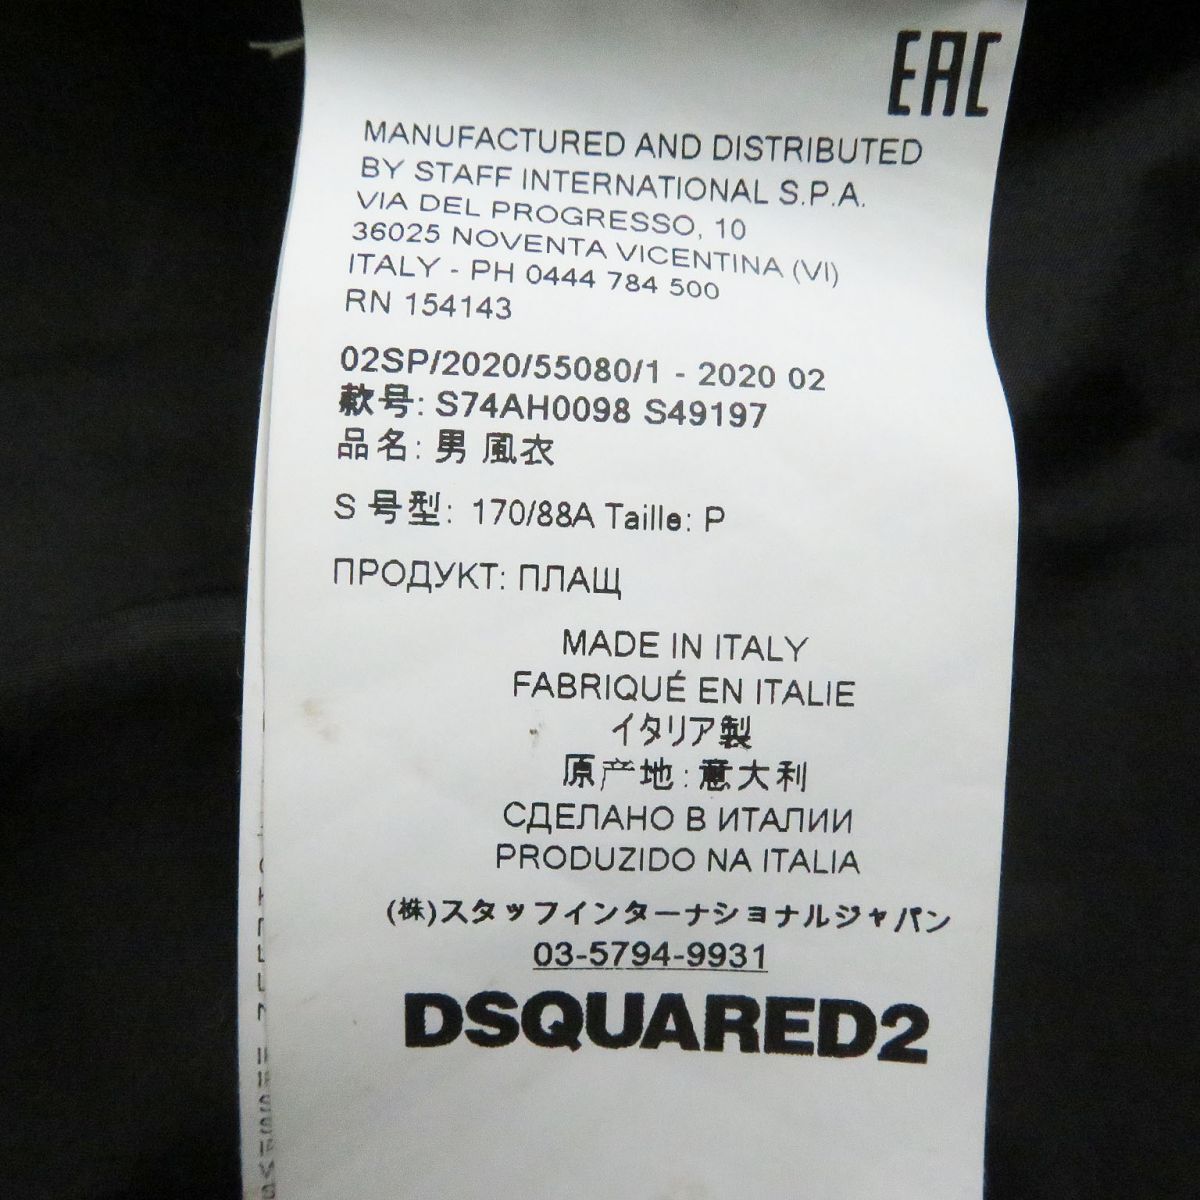 EAC
MANUFACTURED AND DISTRIBUTED
BY STAFF INTERNATIONAL S.P.A.
VIA DEL PROGRESSO, 10
36025 NOVENTA VICENTINA (VI)
ITALY - PH 0444 784 500
RN 154143
02SP/2020/55080/1 - 2020 02
款号: S74AH0098 S49197
品名: 男 風衣
S 号型: 170/88A Taille: P
ПРОДУКТ: ПЛАЩ
MADE IN ITALY
FABRIQUÉ EN ITALIE
イタリア製
原产地: 意大利
СДЕЛАНО В ИТАЛИИ
PRODUZIDO NA ITALIA
(株)スタッフインターナショナルジャパン
03-5794-9931
DSQUARED2